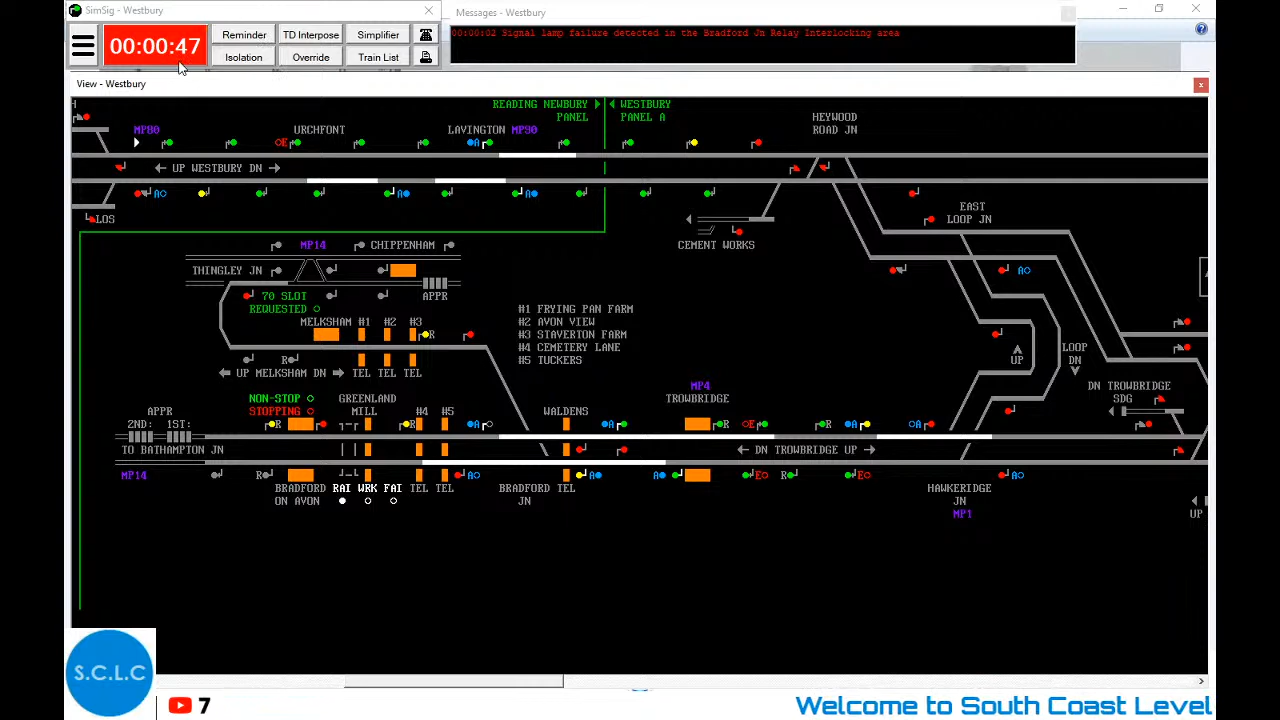 SimSig - Westbury
Messages - Westbury
00:00:47
Reminder
TD Interpose
Simplifier
Isolation
Override
Train List
00:00:02 Signal lamp failure detected in the Bradford Jn Relay Interlocking area
View - Westbury
READING NEWBURY PANEL
WESTBURY PANEL A
MP80
URCHFONT
LAVINGTON MP90
HEYWOOD ROAD JN
E
A
← UP WESTBURY DN →
A
A
A
LOS
EAST LOOP JN
CEMENT WORKS
MP14
CHIPPENHAM
THINGLEY JN
APPR
A
70 SLOT
REQUESTED
MELKSHAM #1 #2 #3
R
#1 FRYING PAN FARM
#2 AVON VIEW
#3 STAVERTON FARM
#4 CEMETERY LANE
#5 TUCKERS
R
← UP MELKSHAM DN → TEL TEL TEL
UP
LOOP DN
MP4
TROWBRIDGE
DN TROWBRIDGE SDG
NON-STOP
STOPPING
GREENLAND MILL
#4 #5
WALDENS
APPR
2ND: 1ST:
R
R
A
A
R
E
R
A
A
TO BATHAMPTON JN
← DN TROWBRIDGE UP →
MP14
R
A
A
A
E
R
E
A
BRADFORD ON AVON
RAI WRK FAI TEL TEL
BRADFORD JN
TEL
HAWKERIDGE JN
MP1
UP
S.C.L.C
7
Welcome to South Coast Level